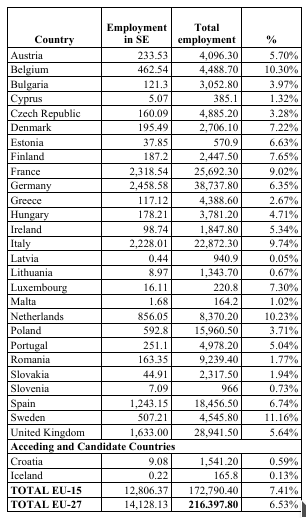 Country Employment in SE Total employment %
Austria 233.53 4,096.30 5.70%
Belgium 462.54 4,488.70 10.30%
Bulgaria 121.3 3,052.80 3.97%
Cyprus 5.07 385.1 1.32%
Czech Republic 160.09 4,885.20 3.28%
Denmark 195.49 2,706.10 7.22%
Estonia 37.85 570.9 6.63%
Finland 187.2 2,447.50 7.65%
France 2,318.54 25,692.30 9.02%
Germany 2,458.58 38,737.80 6.35%
Greece 117.12 4,388.60 2.67%
Hungary 178.21 3,781.20 4.71%
Ireland 98.74 1,847.80 5.34%
Italy 2,228.01 22,872.30 9.74%
Latvia 0.44 940.9 0.05%
Lithuania 8.97 1,343.70 0.67%
Luxembourg 16.11 220.8 7.30%
Malta 1.68 164.2 1.02%
Netherlands 856.05 8,370.20 10.23%
Poland 592.8 15,960.50 3.71%
Portugal 251.1 4,978.20 5.04%
Romania 163.35 9,239.40 1.77%
Slovakia 44.91 2,317.50 1.94%
Slovenia 7.09 966 0.73%
Spain 1,243.15 18,456.50 6.74%
Sweden 507.21 4,545.80 11.16%
United Kingdom 1,633.00 28,941.50 5.64%
Acceding and Candidate Countries
Croatia 9.08 1,541.20 0.59%
Iceland 0.22 165.8 0.13%
TOTAL EU-15 12,806.37 172,790.40 7.41%
TOTAL EU-27 14,128.13 216.397.80 6.53%